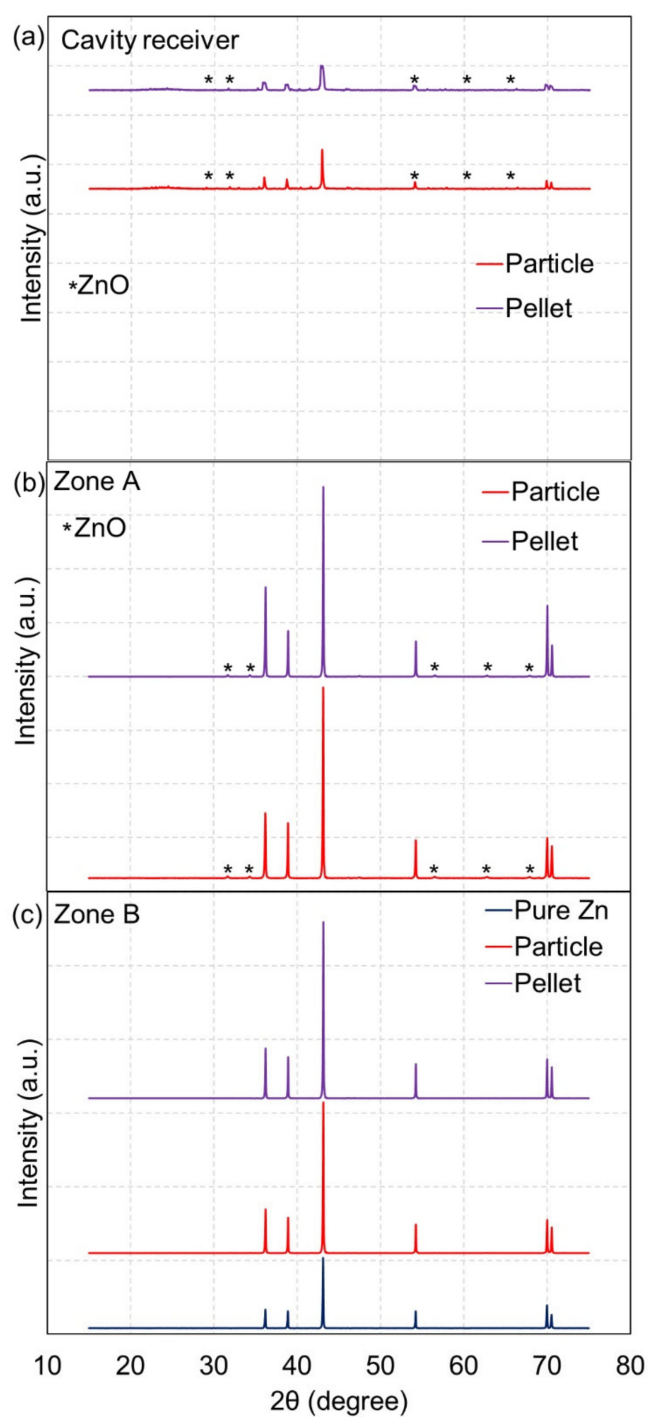 (a) Cavity receiver
* * * * *
* * * * *
Intensity (a.u.)
*ZnO
Particle
Pellet
(b) Zone A
*ZnO
Particle
Pellet
Intensity (a.u.)
* * * * *
* * * * *
(c) Zone B
Pure Zn
Particle
Pellet
Intensity (a.u.)
10 20 30 40 50 60 70 80
2θ (degree)